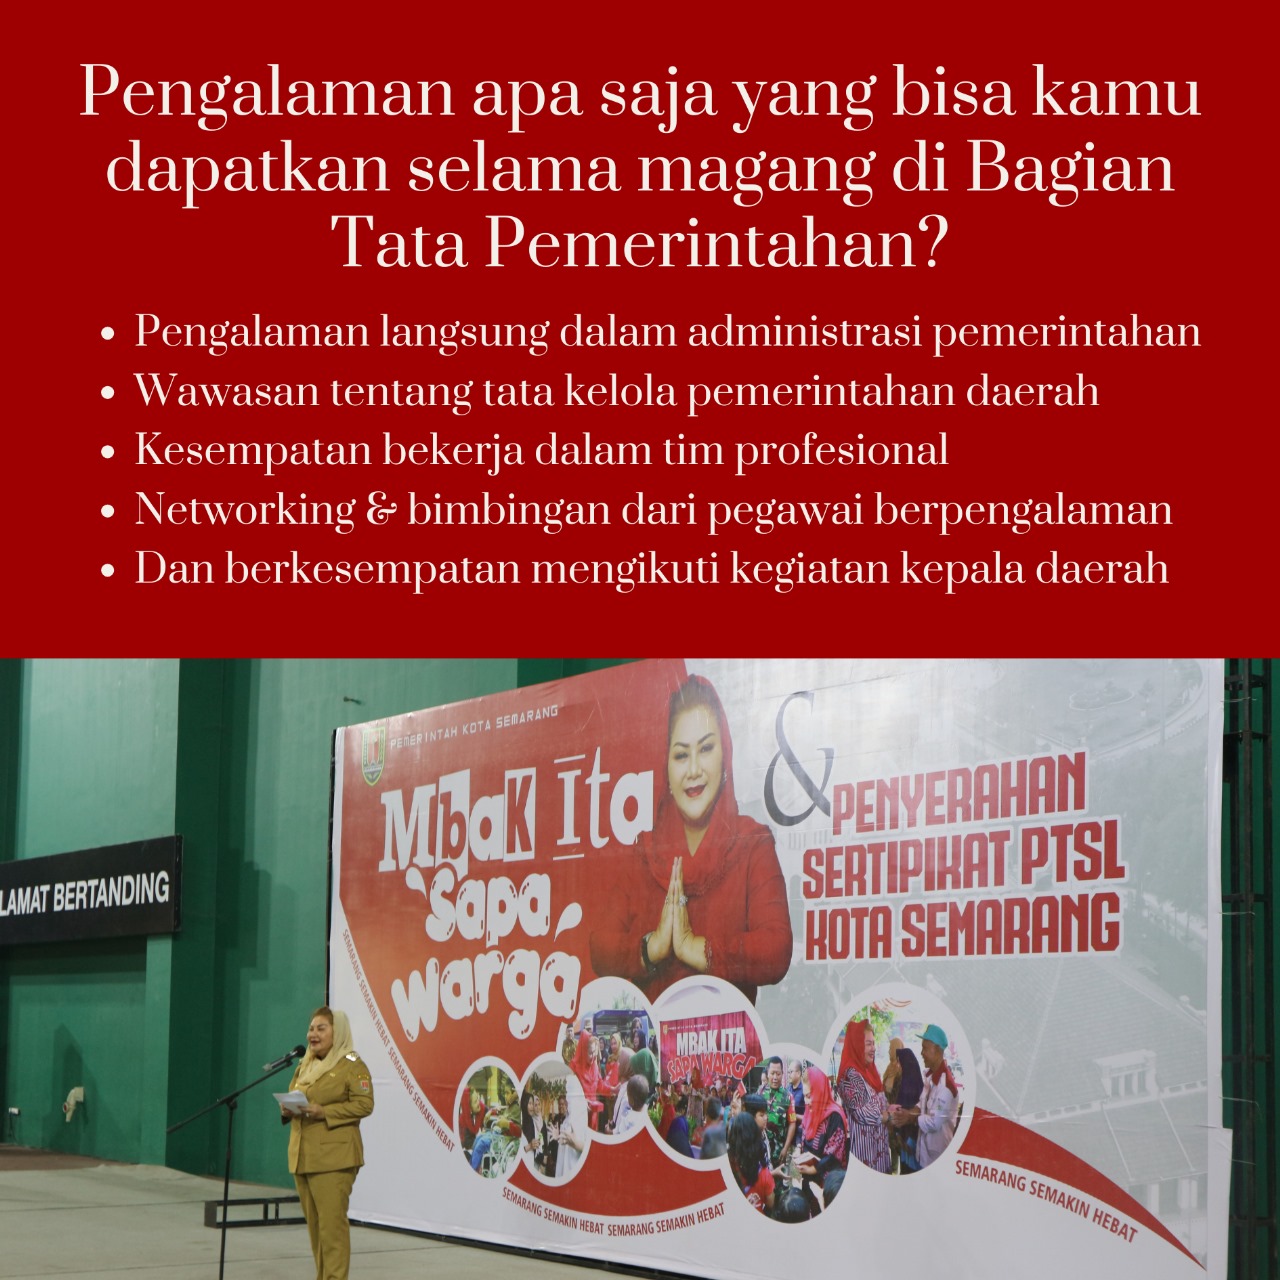 Pengalaman apa saja yang bisa kamu
dapatkan selama magang di Bagian
Tata Pemerintahan?
• Pengalaman langsung dalam administrasi pemerintahan
• Wawasan tentang tata kelola pemerintahan daerah
• Kesempatan bekerja dalam tim profesional
• Networking & bimbingan dari pegawai berpengalaman
• Dan berkesempatan mengikuti kegiatan kepala daerah
PEMERINTAH KOTA SEMARANG
Mbak Ita
sapa
warga
&
PENYERAHAN
SERTIPIKAT PTSL
KOTA SEMARANG
LAMAT BERTANDING
MBAK ITA
SAPA WARGA
SEMARANG SEMAKIN HEBAT SEMARANG SEMAKIN HEBAT
SEMARANG SEMAKIN HEBAT SEMARANG SEMAKIN HEBAT
SEMARANG SEMAKIN HEBAT